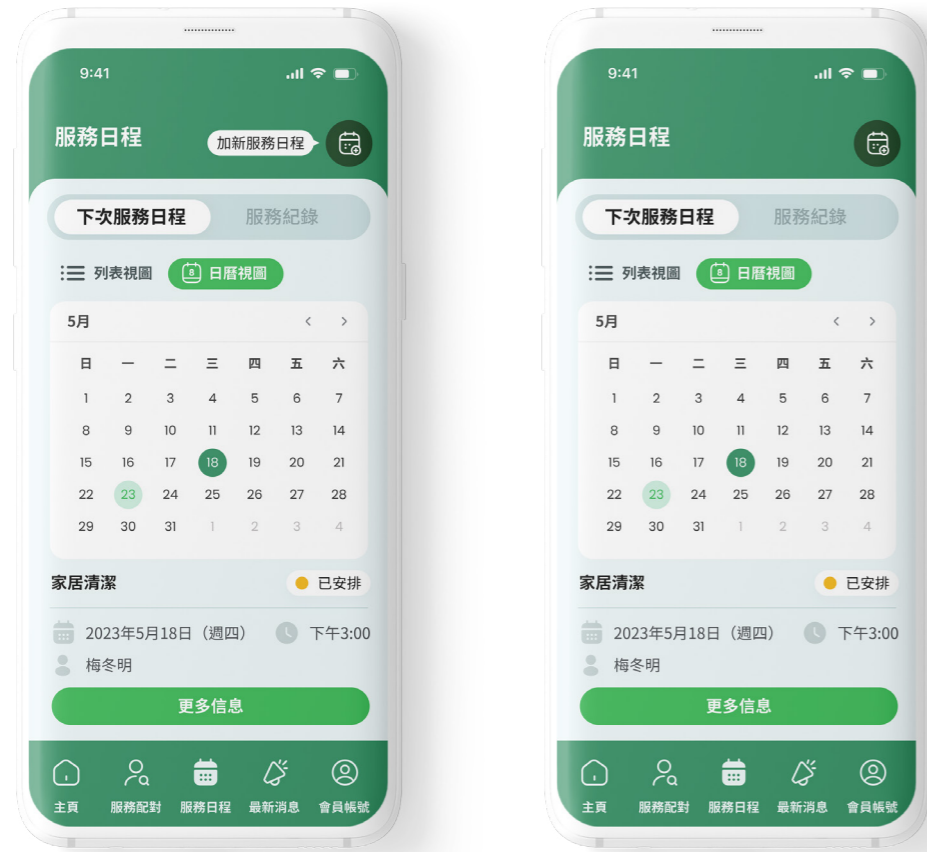 9:41
服務日程
加新服務日程
下次服務日程 服務紀錄
列表視圖 8 日曆視圖
5月 < >
日 一 二 三 四 五 六
1 2 3 4 5 6 7
8 9 10 11 12 13 14
15 16 17 18 19 20 21
22 23 24 25 26 27 28
29 30 31 1 2 3 4
家居清潔 已安排
2023年5月18日（週四） 下午3:00
梅冬明
更多信息
主頁 服務配對 服務日程 最新消息 會員帳號
9:41
服務日程
下次服務日程 服務紀錄
列表視圖 8 日曆視圖
5月 < >
日 一 二 三 四 五 六
1 2 3 4 5 6 7
8 9 10 11 12 13 14
15 16 17 18 19 20 21
22 23 24 25 26 27 28
29 30 31 1 2 3 4
家居清潔 已安排
2023年5月18日（週四） 下午3:00
梅冬明
更多信息
主頁 服務配對 服務日程 最新消息 會員帳號